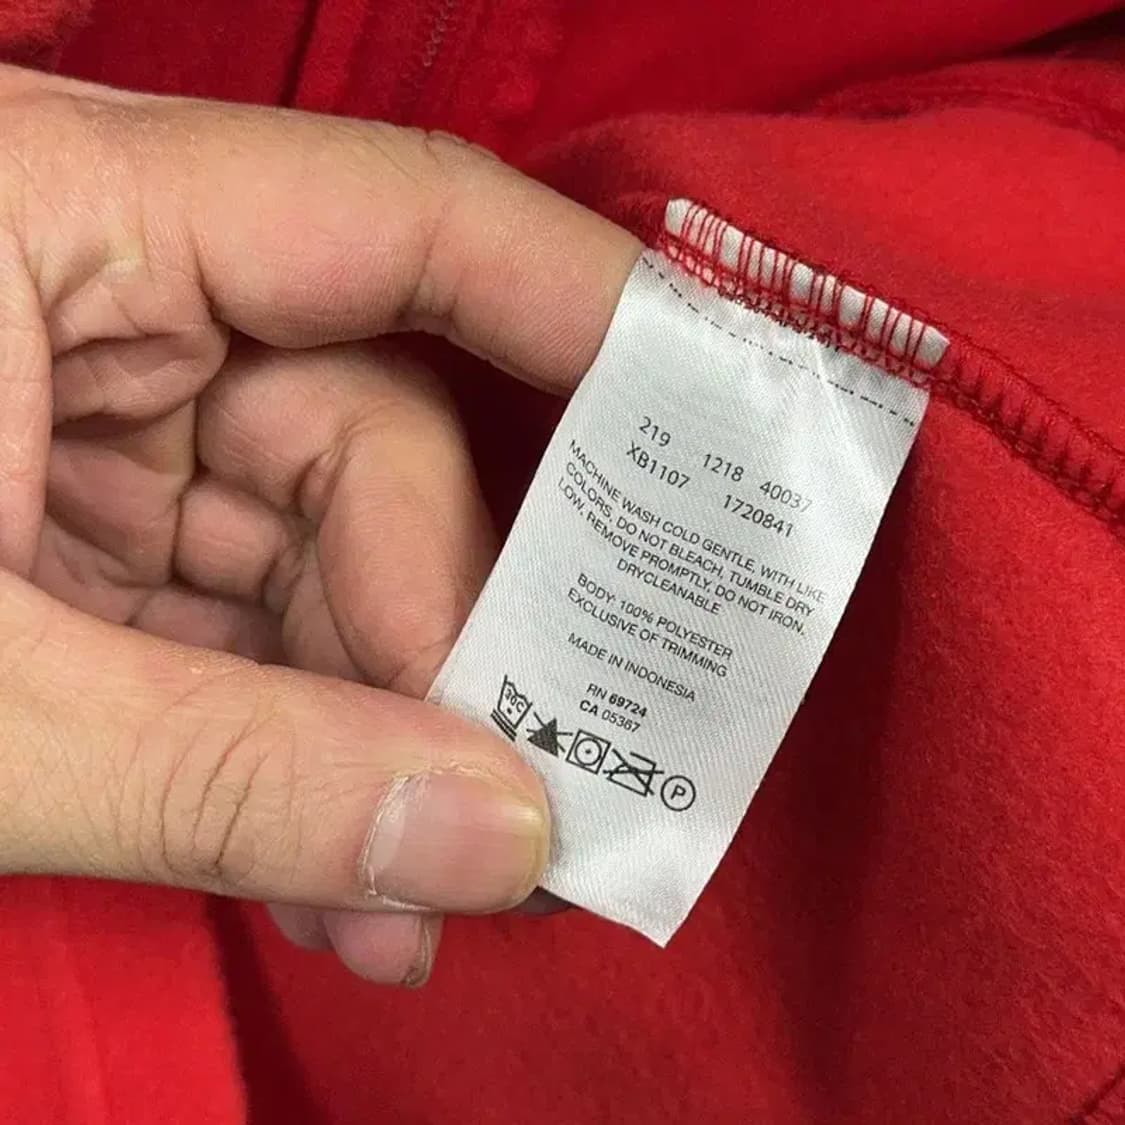 219 1218 40037
XB1107 1720841
MACHINE WASH COLD GENTLE, WITH LIKE
COLORS, DO NOT BLEACH, TUMBLE DRY
LOW, REMOVE PROMPTLY, DO NOT IRON,
DRYCLEANABLE
BODY: 100% POLYESTER
EXCLUSIVE OF TRIMMING
MADE IN INDONESIA
RN 69724
CA 05367
30C
P